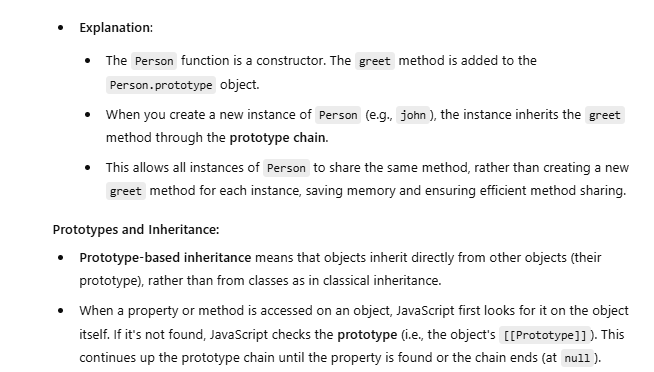 • Explanation:
• The Person function is a constructor. The greet method is added to the
Person.prototype object.
• When you create a new instance of Person (e.g., john), the instance inherits the greet
method through the prototype chain.
• This allows all instances of Person to share the same method, rather than creating a new
greet method for each instance, saving memory and ensuring efficient method sharing.
Prototypes and Inheritance:
• Prototype-based inheritance means that objects inherit directly from other objects (their
prototype), rather than from classes as in classical inheritance.
• When a property or method is accessed on an object, JavaScript first looks for it on the object
itself. If it's not found, JavaScript checks the prototype (i.e., the object's [[Prototype]]). This
continues up the prototype chain until the property is found or the chain ends (at null).